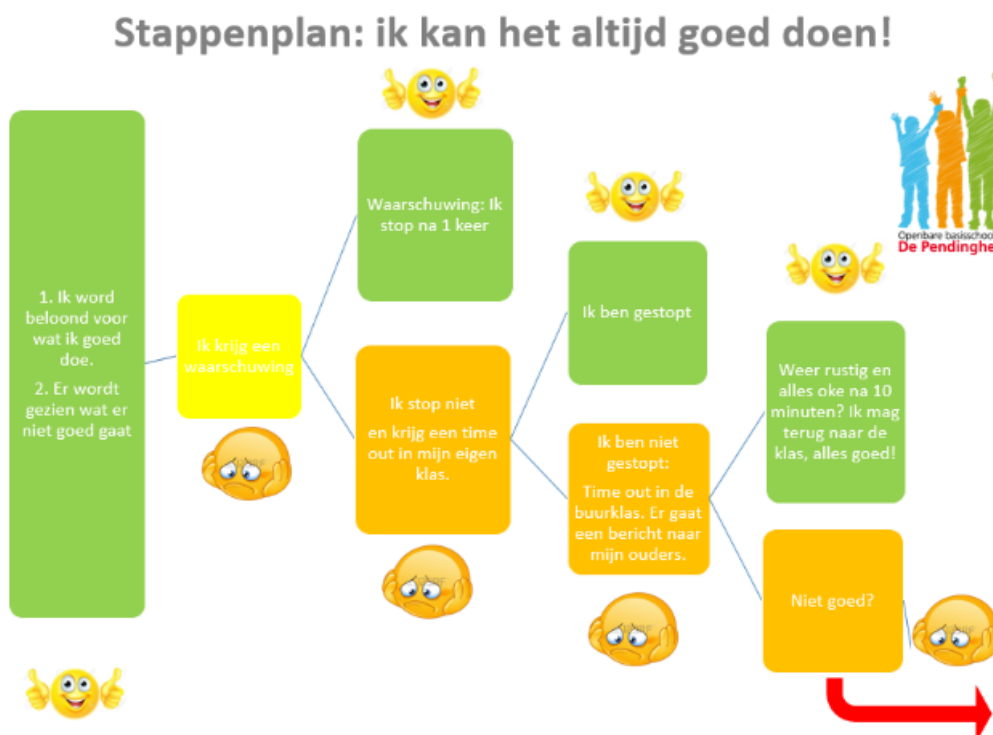 Stappenplan: ik kan het altijd goed doen!
1. Ik word
beloond voor
wat ik goed
doe.
2. Er wordt
gezien wat er
niet goed gaat
Ik krijg een
waarschuwing
Waarschuwing: Ik
stop na 1 keer
Ik stop niet
en krijg een time
out in mijn eigen
klas.
Ik ben gestopt
Ik ben niet
gestopt:
Time out in de
buurklas. Er gaat
een bericht naar
mijn ouders.
Weer rustig en
alles oke na 10
minuten? Ik mag
terug naar de
klas, alles goed!
Niet goed?
Openbare basisschoo
De Pendinghe